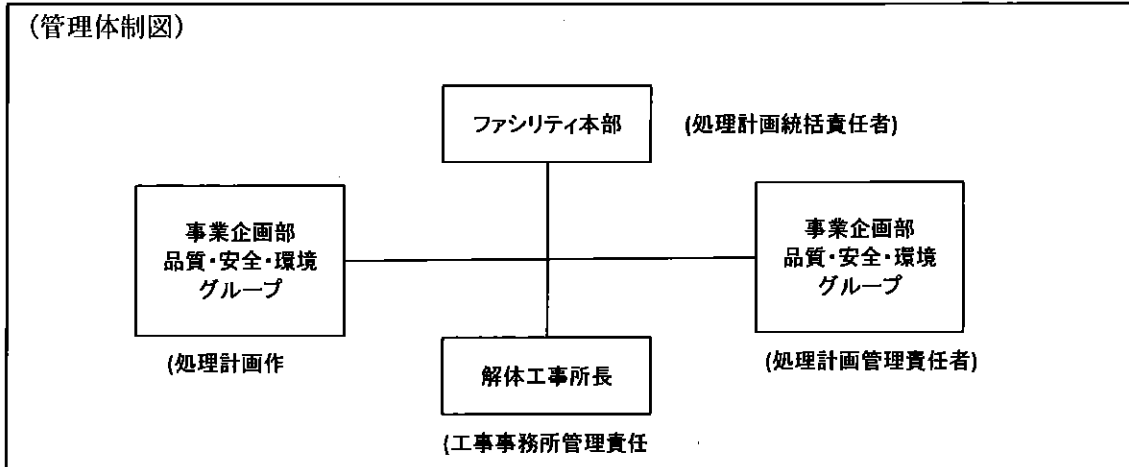 (管理体制図)
ファシリティ本部
(処理計画統括責任者)
事業企画部
品質・安全・環境
グループ
(処理計画作
事業企画部
品質・安全・環境
グループ
(処理計画管理責任者)
解体工事所長
(工事事務所管理責任